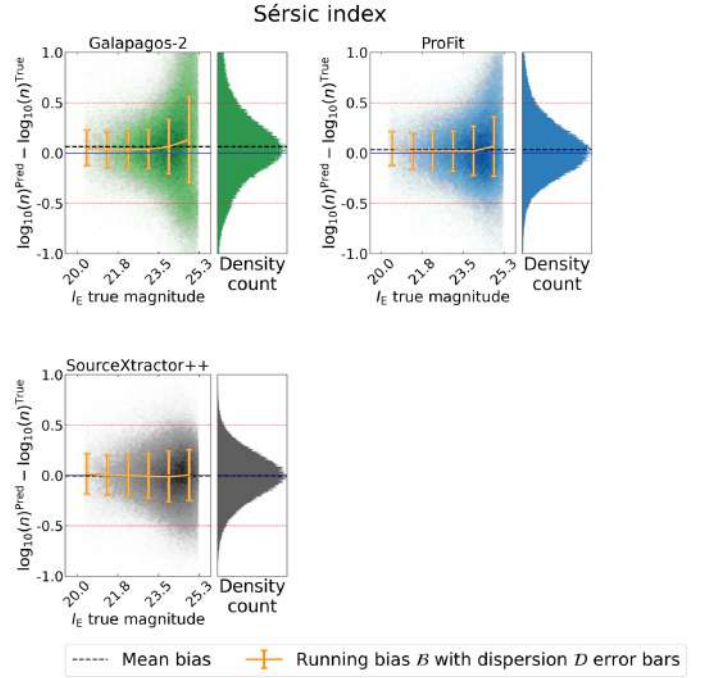 Sérsic index
Galapagos-2
log₁₀(n)ᴾʳᵉᵈ − log₁₀(n)ᵀʳᵘᵉ
1.0
0.5
0.0
-0.5
-1.0
20.0
21.8
23.5
25.3
I_E true magnitude
Density
count
ProFit
log₁₀(n)ᴾʳᵉᵈ − log₁₀(n)ᵀʳᵘᵉ
1.0
0.5
0.0
-0.5
-1.0
20.0
21.8
23.5
25.3
I_E true magnitude
Density
count
SourceXtractor++
log₁₀(n)ᴾʳᵉᵈ − log₁₀(n)ᵀʳᵘᵉ
1.0
0.5
0.0
-0.5
-1.0
20.0
21.8
23.5
25.3
I_E true magnitude
Density
count
Mean bias
Running bias ℬ with dispersion 𝒟 error bars